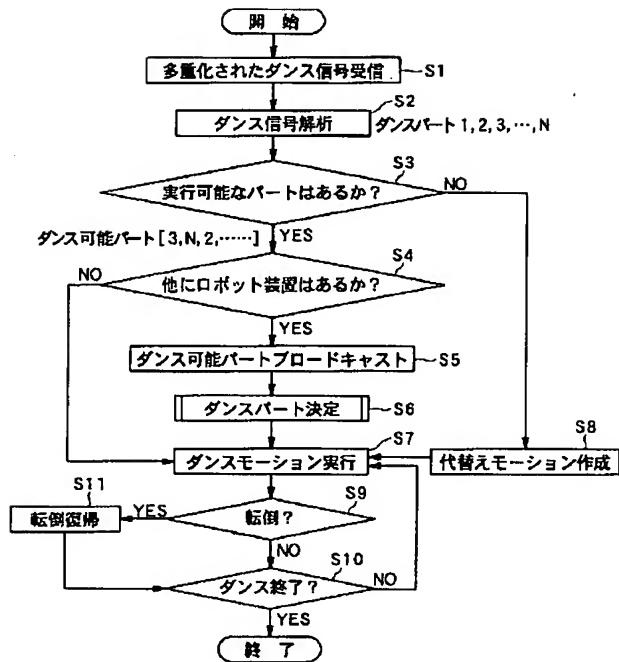 開 始
多重化されたダンス信号受信 S1
S2
ダンス信号解析 ダンスパート 1, 2, 3, …, N
S3
実行可能なパートはあるか？ NO
ダンス可能パート [3, N, 2, ……] YES
S4
NO 他にロボット装置はあるか？
YES
ダンス可能パートブロードキャスト S5
ダンスパート決定 S6
S7 S8
ダンスモーション実行 代替えモーション作成
S11 S9
転倒復帰 YES 転倒？
NO S10
ダンス終了？ NO
YES
終 了